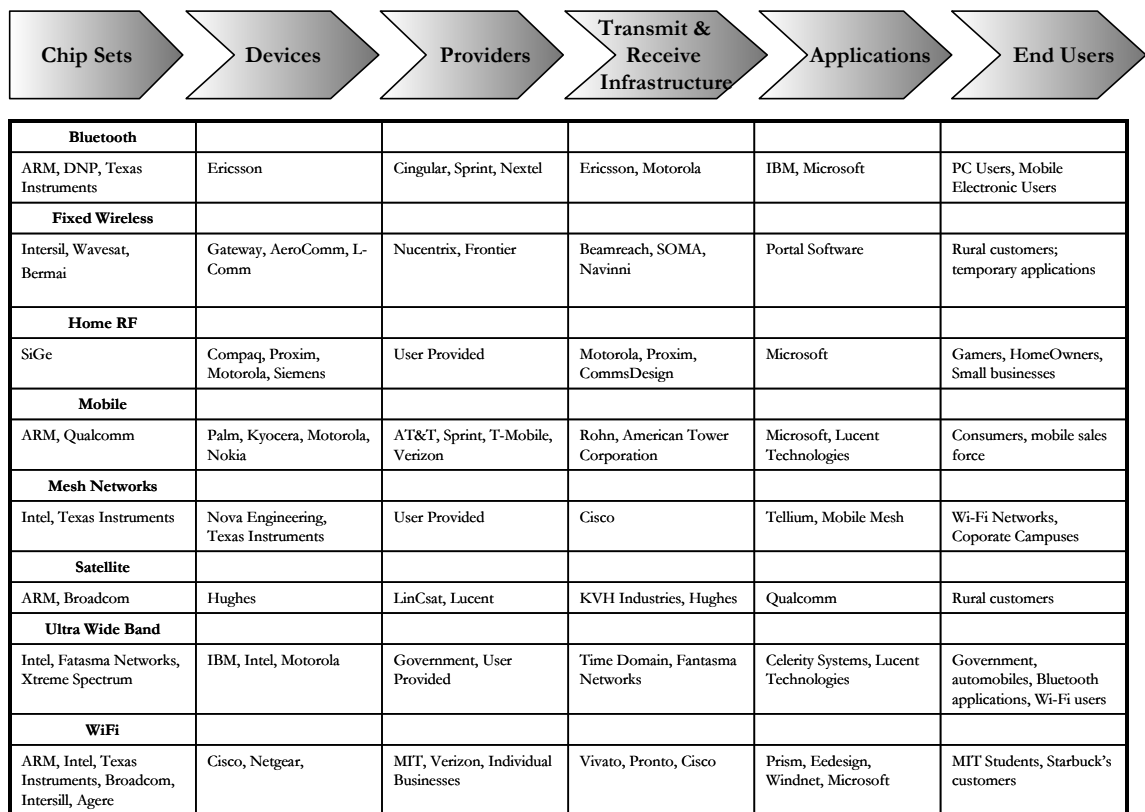 Chip Sets
Devices
Providers
Transmit &
Receive
Infrastructure
Applications
End Users
Bluetooth
ARM, DNP, Texas
Instruments
Ericsson
Cingular, Sprint, Nextel
Ericsson, Motorola
IBM, Microsoft
PC Users, Mobile
Electronic Users
Fixed Wireless
Intersil, Wavesat,
Bermai
Gateway, AeroComm, L-
Comm
Nucentrix, Frontier
Beamreach, SOMA,
Navinni
Portal Software
Rural customers;
temporary applications
Home RF
SiGe
Compaq, Proxim,
Motorola, Siemens
User Provided
Motorola, Proxim,
CommsDesign
Microsoft
Gamers, HomeOwners,
Small businesses
Mobile
ARM, Qualcomm
Palm, Kyocera, Motorola,
Nokia
AT&T, Sprint, T-Mobile,
Verizon
Rohn, American Tower
Corporation
Microsoft, Lucent
Technologies
Consumers, mobile sales
force
Mesh Networks
Intel, Texas Instruments
Nova Engineering,
Texas Instruments
User Provided
Cisco
Tellium, Mobile Mesh
Wi-Fi Networks,
Coporate Campuses
Satellite
ARM, Broadcom
Hughes
LinCsat, Lucent
KVH Industries, Hughes
Qualcomm
Rural customers
Ultra Wide Band
Intel, Fatasma Networks,
Xtreme Spectrum
IBM, Intel, Motorola
Government, User
Provided
Time Domain, Fantasma
Networks
Celerity Systems, Lucent
Technologies
Government,
automobiles, Bluetooth
applications, Wi-Fi users
WiFi
ARM, Intel, Texas
Instruments, Broadcom,
Intersill, Agere
Cisco, Netgear,
MIT, Verizon, Individual
Businesses
Vivato, Pronto, Cisco
Prism, Eedesign,
Windnet, Microsoft
MIT Students, Starbuck's
customers